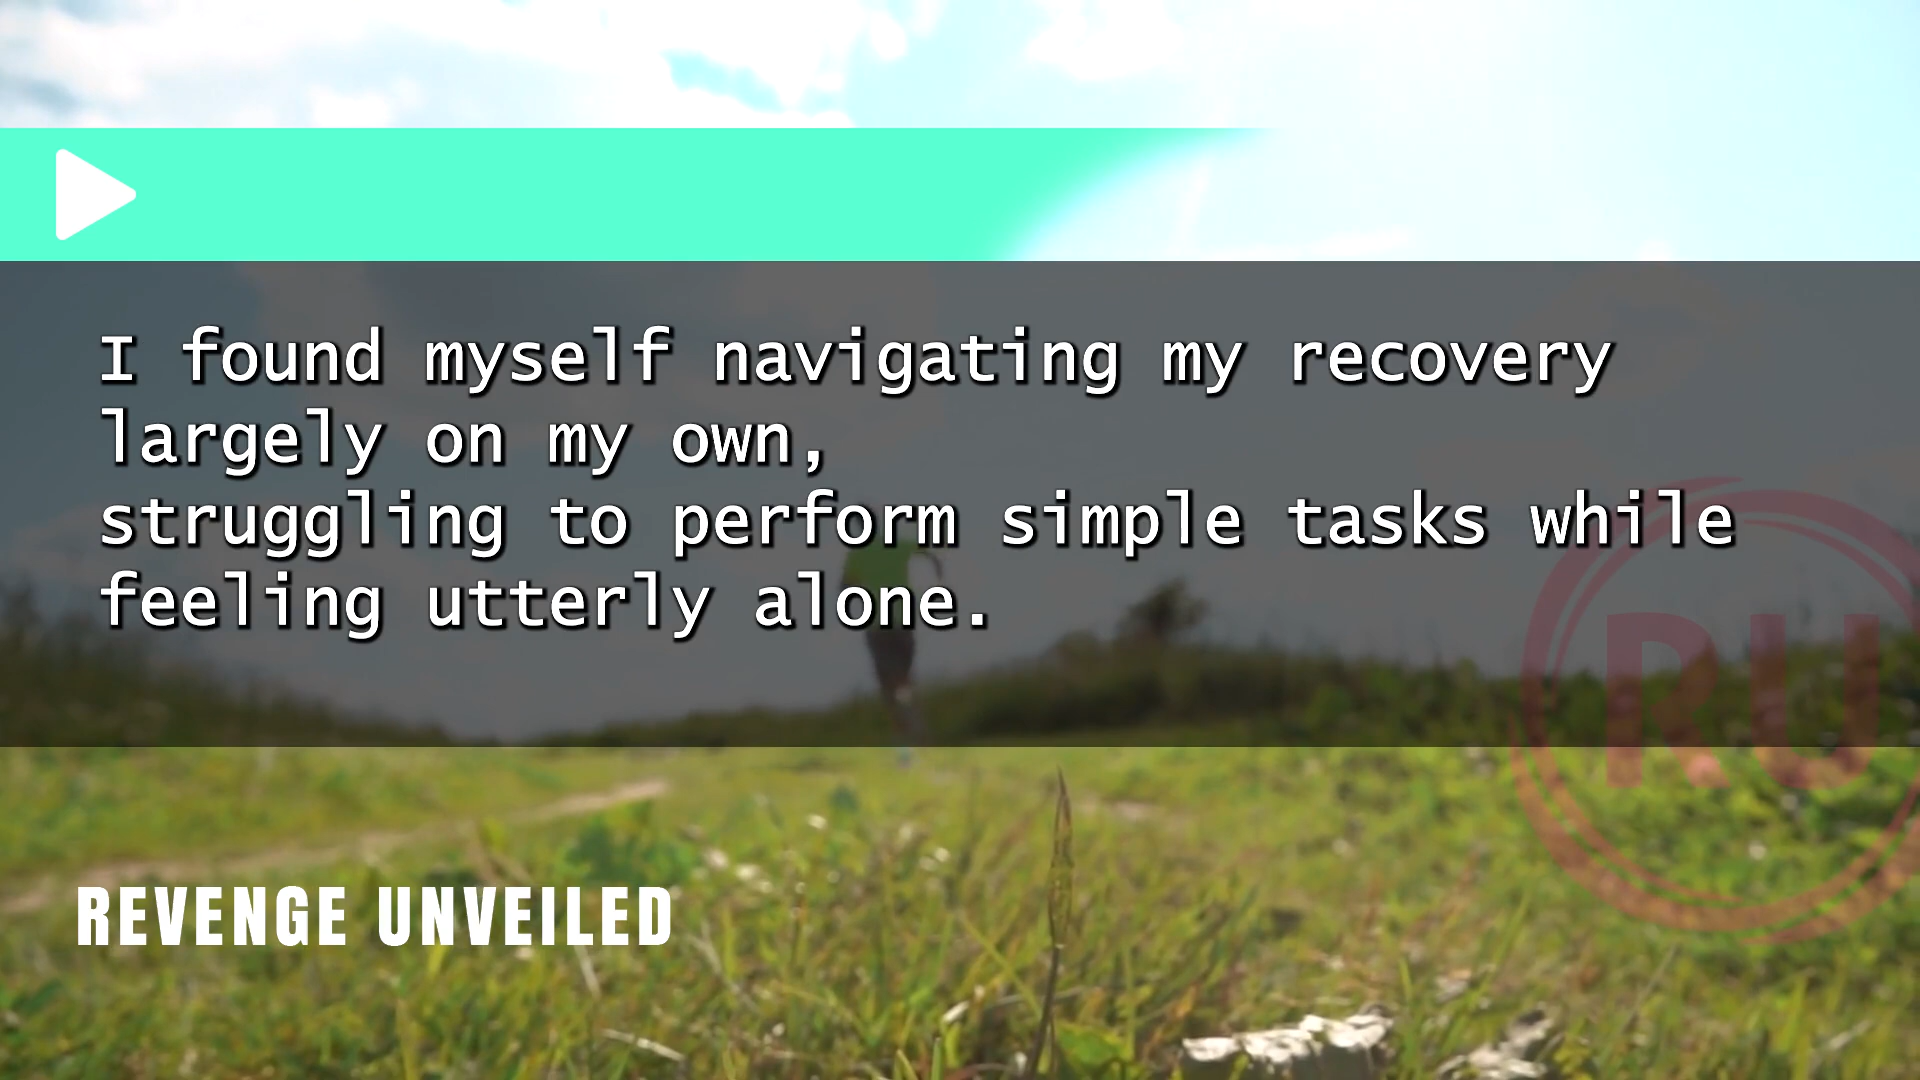 I found myself navigating my recovery
largely on my own,
struggling to perform simple tasks while
feeling utterly alone.
RU
REVENGE UNVEILED